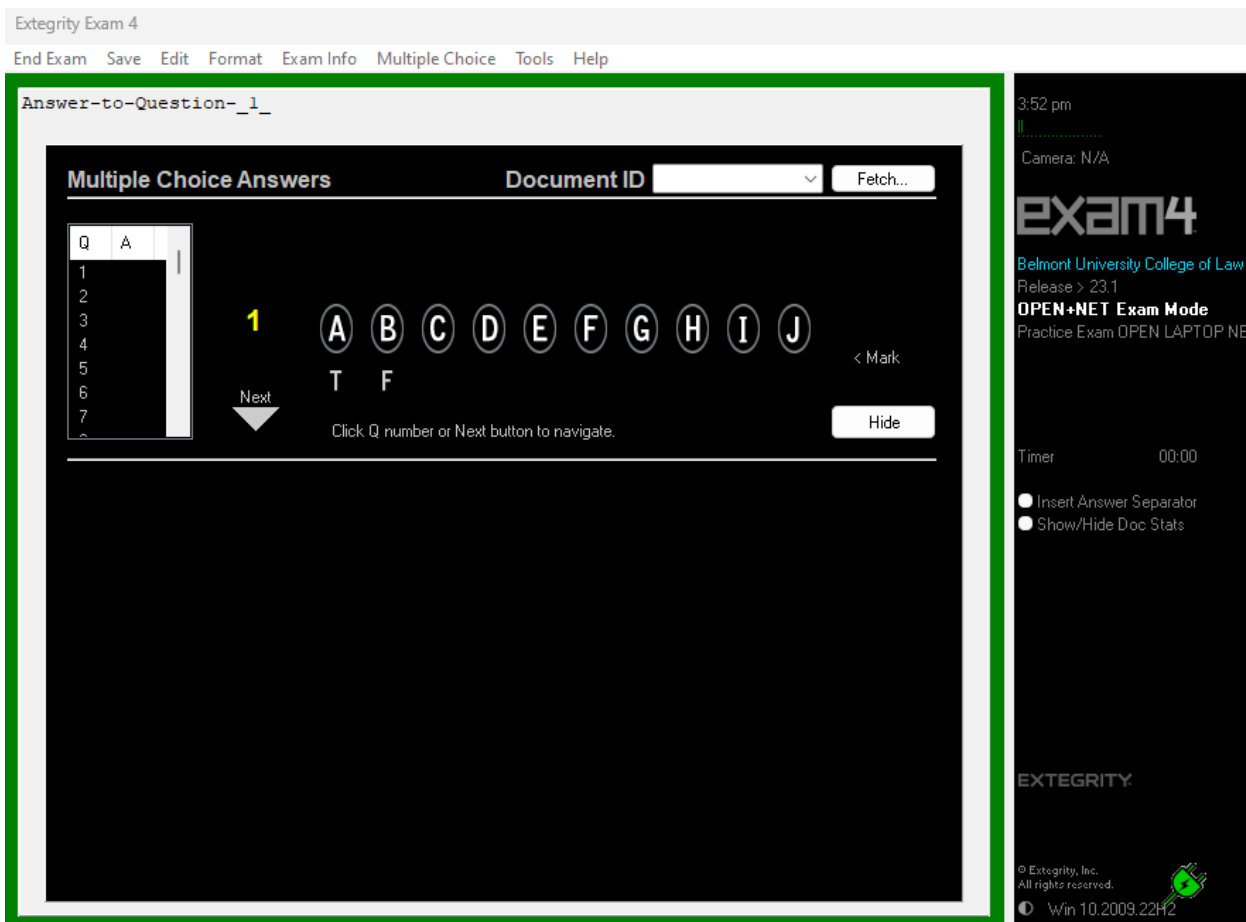 Extegrity Exam 4
End Exam Save Edit Format Exam Info Multiple Choice Tools Help
Answer-to-Question-_1_
Multiple Choice Answers Document ID Fetch...
Q A
1
2
3
4
5
6
7
1
Next
A B C D E F G H I J
T F
< Mark
Click Q number or Next button to navigate.
Hide
3:52 pm
Camera: N/A
exam4
Belmont University College of Law
Release > 23.1
OPEN+NET Exam Mode
Practice Exam OPEN LAPTOP NE
Timer 00:00
Insert Answer Separator
Show/Hide Doc Stats
EXTEGRITY
© Extegrity, Inc.
All rights reserved.
Win 10.2009.22H2